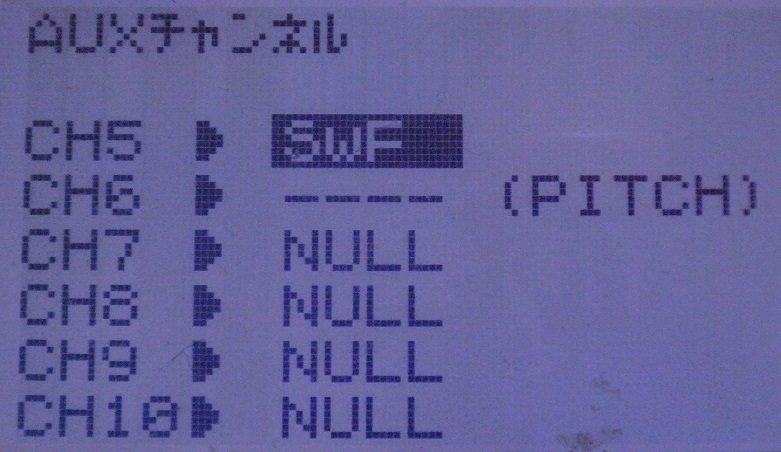 AUXチャンネル
CH5 ▶ SWF
CH6 ▶ ---- (PITCH)
CH7 ▶ NULL
CH8 ▶ NULL
CH9 ▶ NULL
CH10▶ NULL